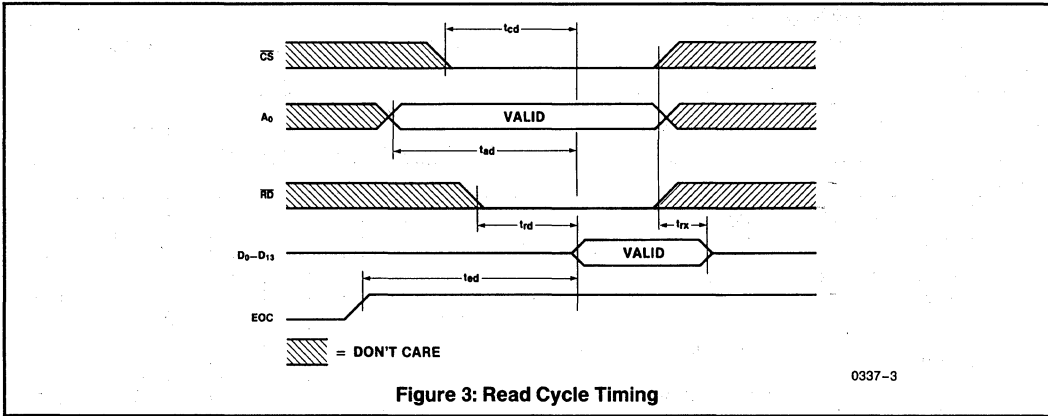 tcd
CS
A0
VALID
tad
RD
trd
trx
D0–D13
VALID
ted
EOC
= DON'T CARE
0337–3
Figure 3: Read Cycle Timing